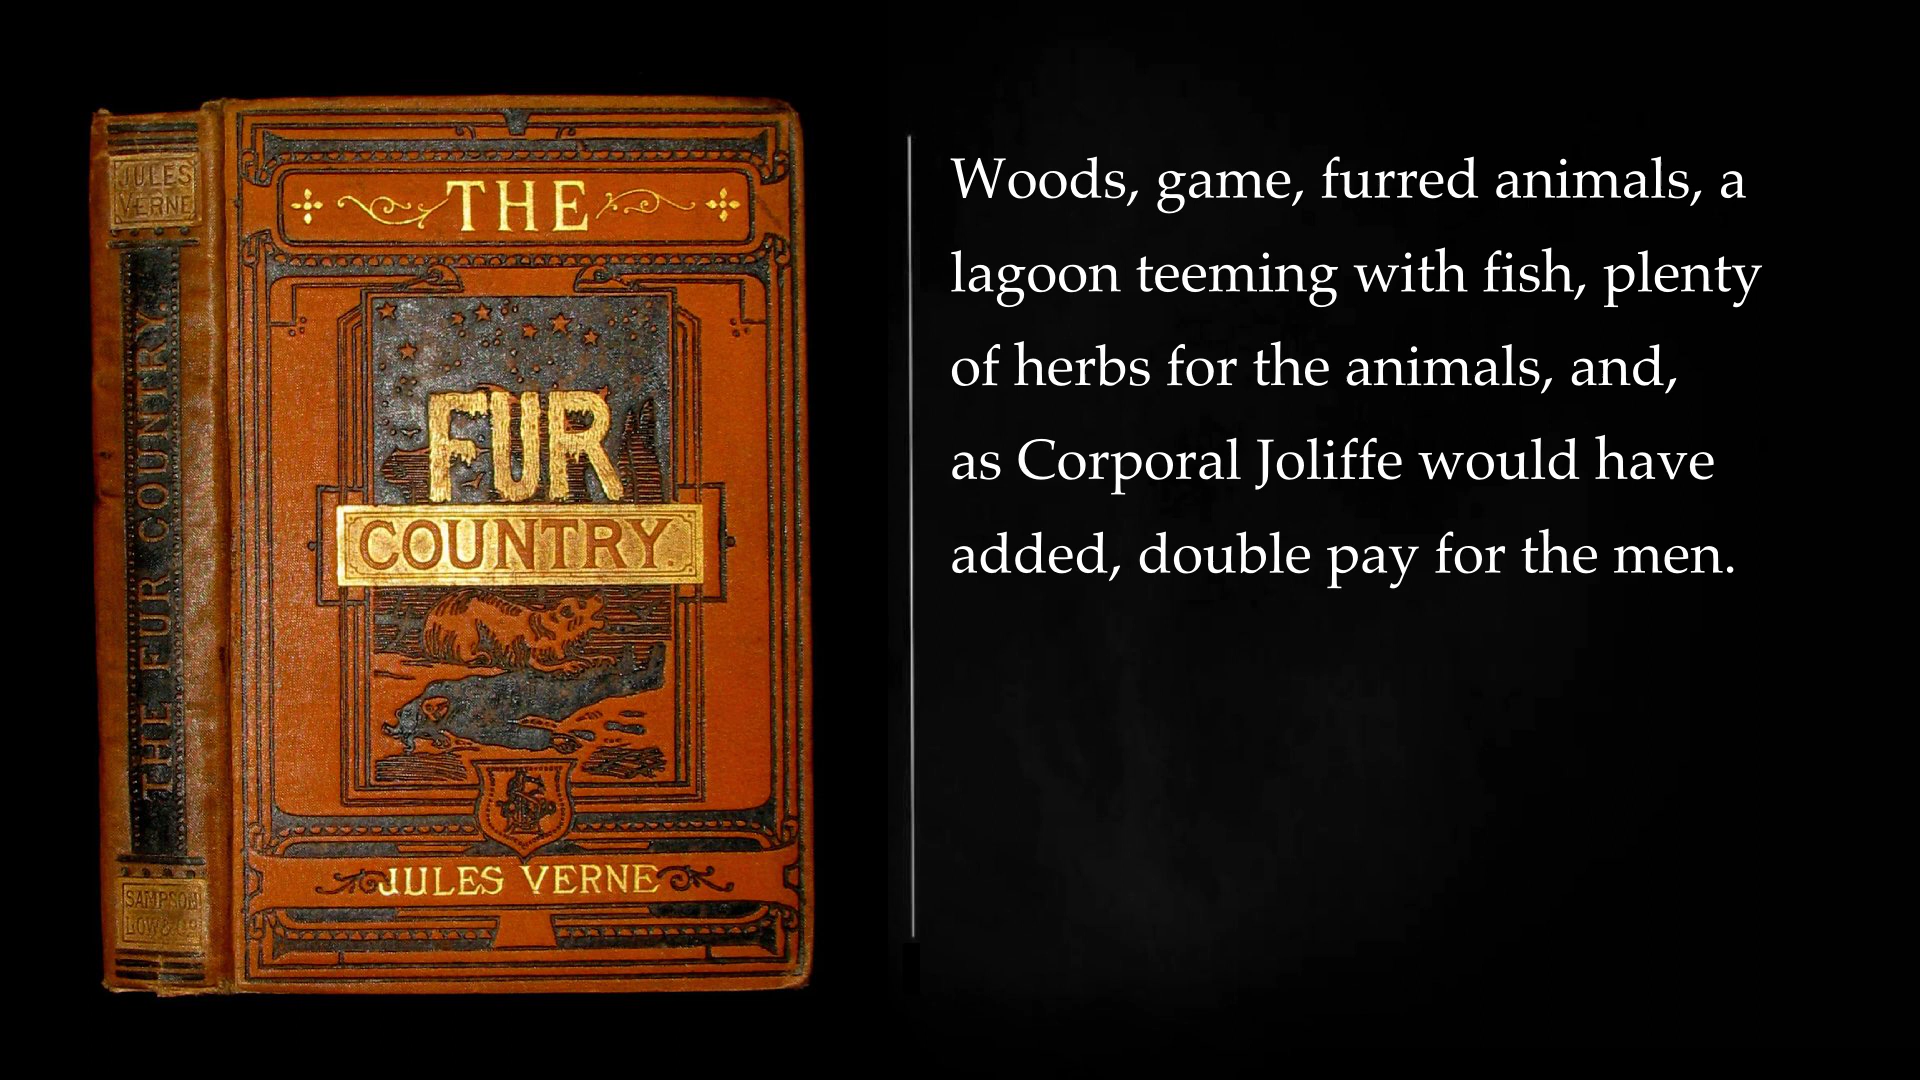 JULES
VERNE
THE FUR COUNTRY.
SAMPSON
LOW & Co
THE
FUR
COUNTRY.
JULES VERNE
Woods, game, furred animals, a
lagoon teeming with fish, plenty
of herbs for the animals, and,
as Corporal Joliffe would have
added, double pay for the men.